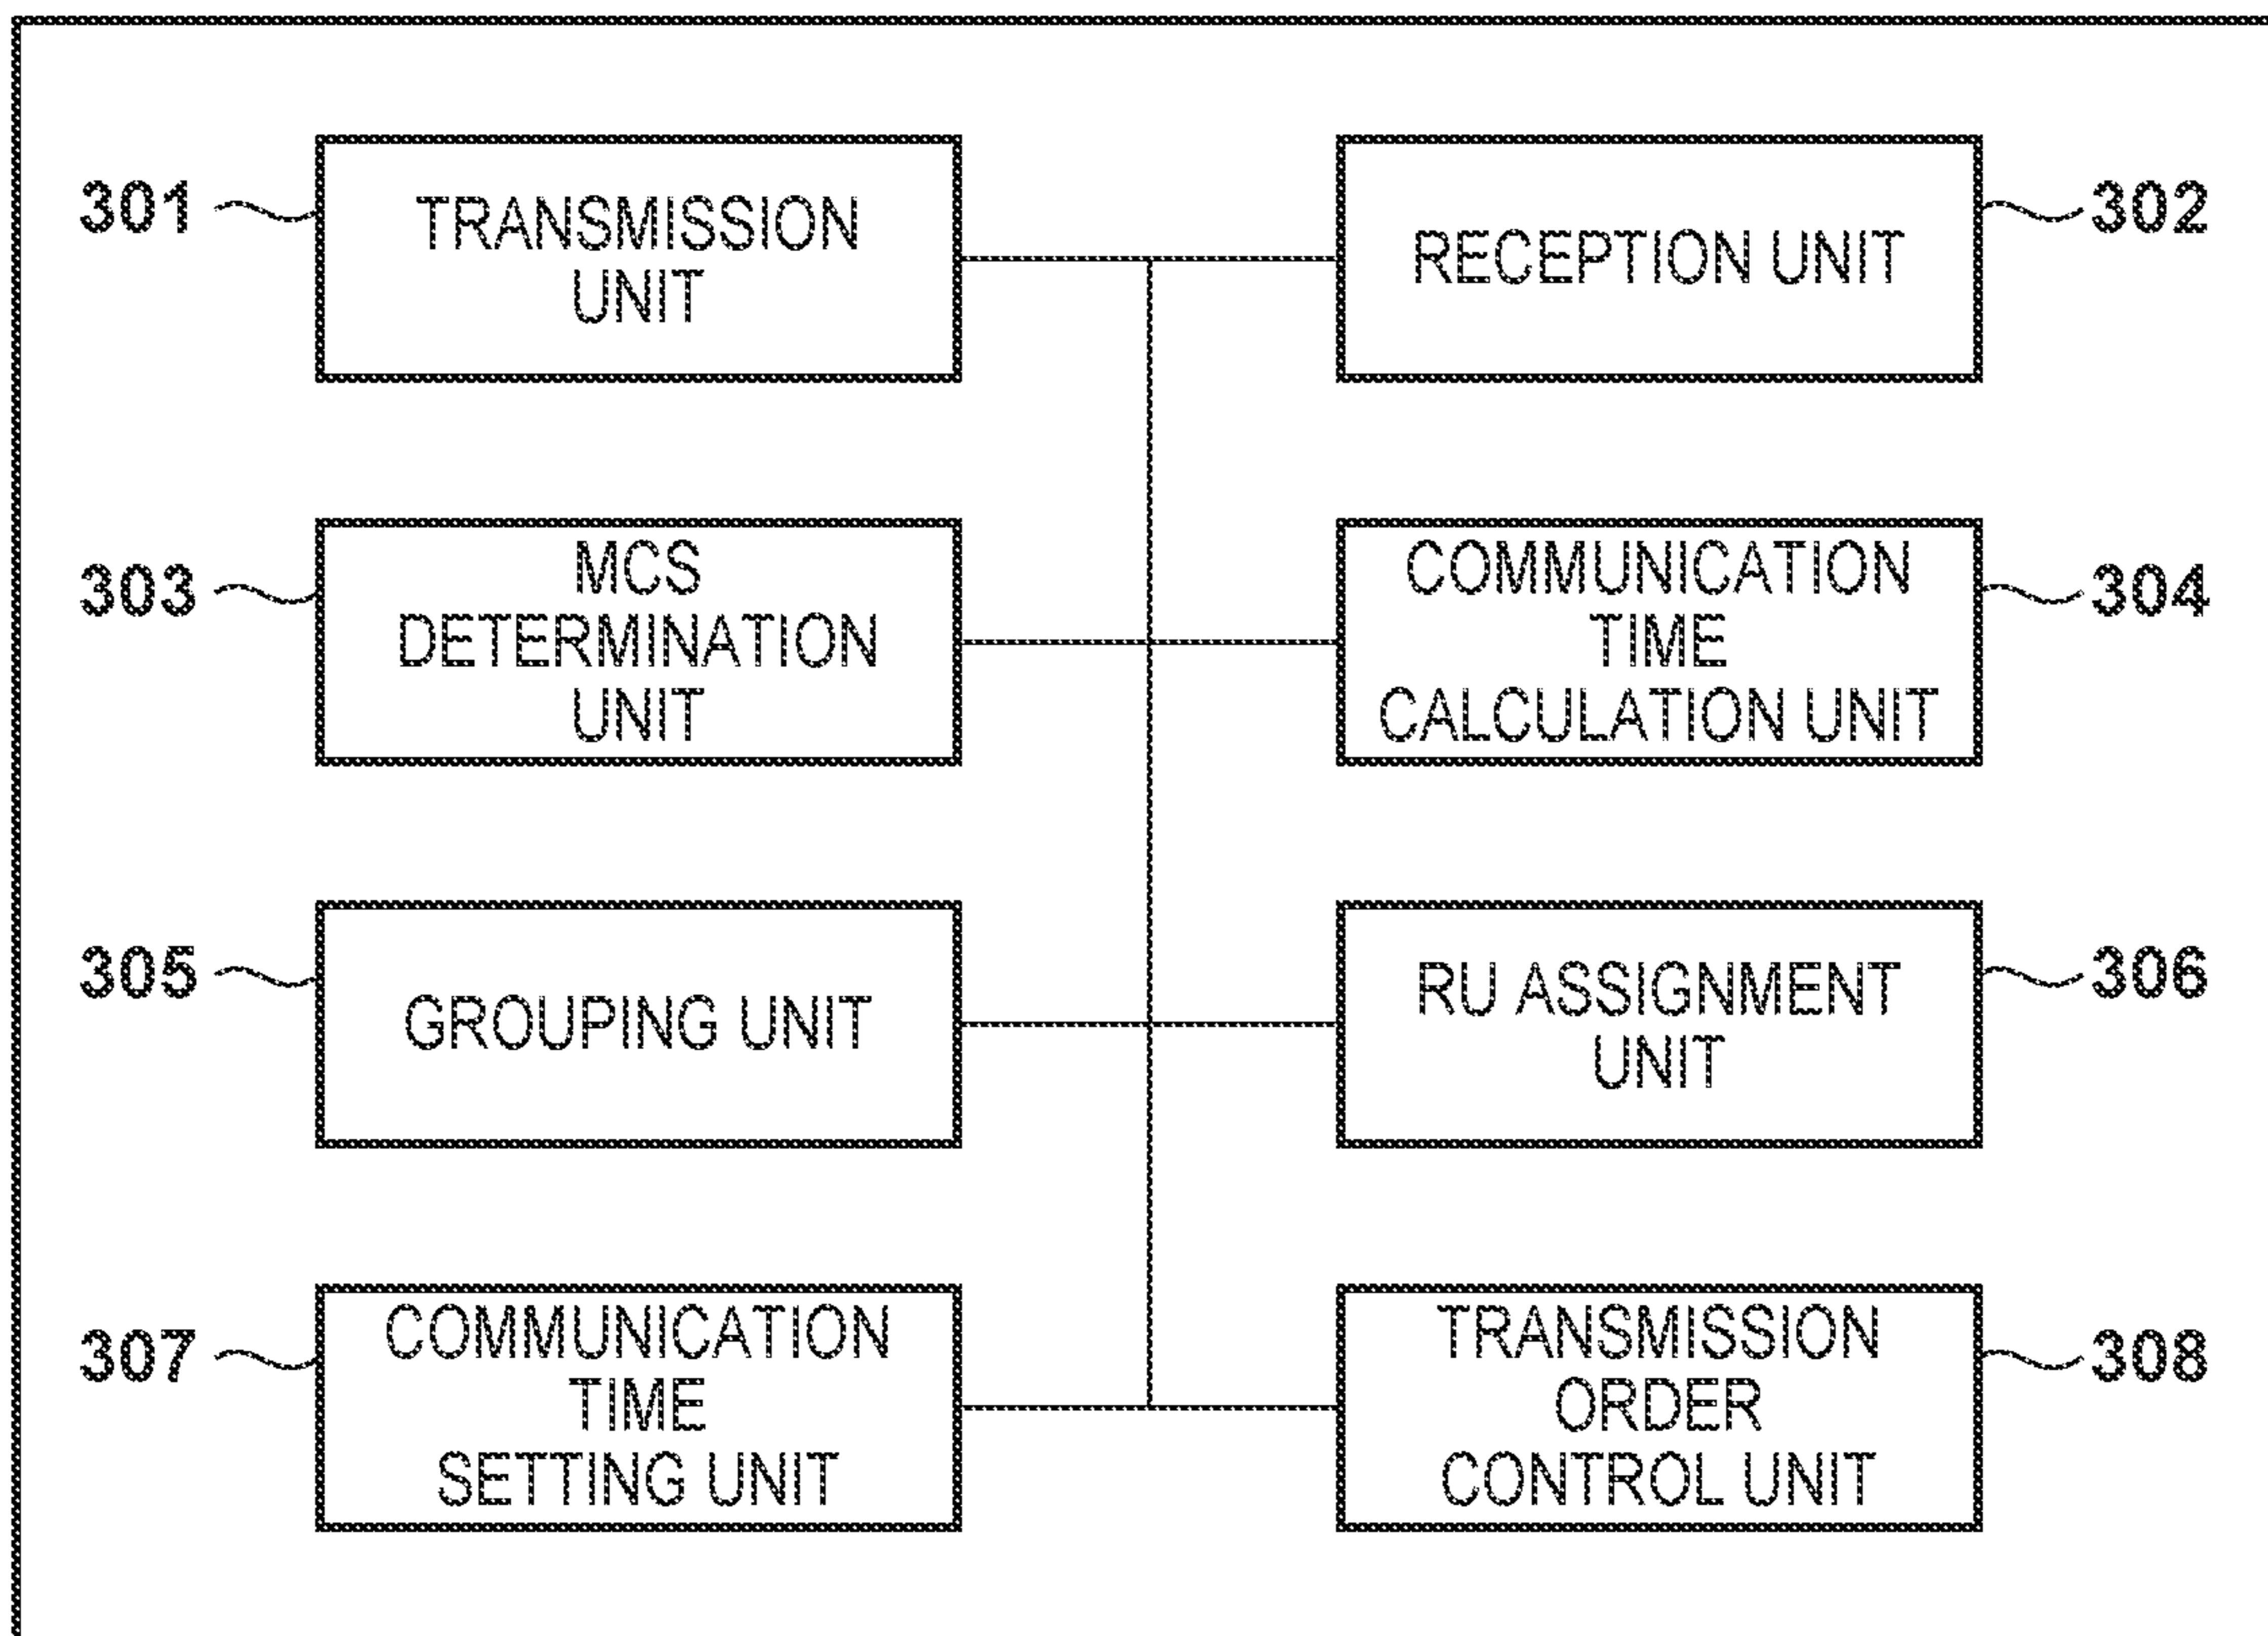 301
TRANSMISSION
UNIT
RECEPTION UNIT
302
303
MCS
DETERMINATION
UNIT
COMMUNICATION
TIME
CALCULATION UNIT
304
305
GROUPING UNIT
RU ASSIGNMENT
UNIT
306
307
COMMUNICATION
TIME
SETTING UNIT
TRANSMISSION
ORDER
CONTROL UNIT
308